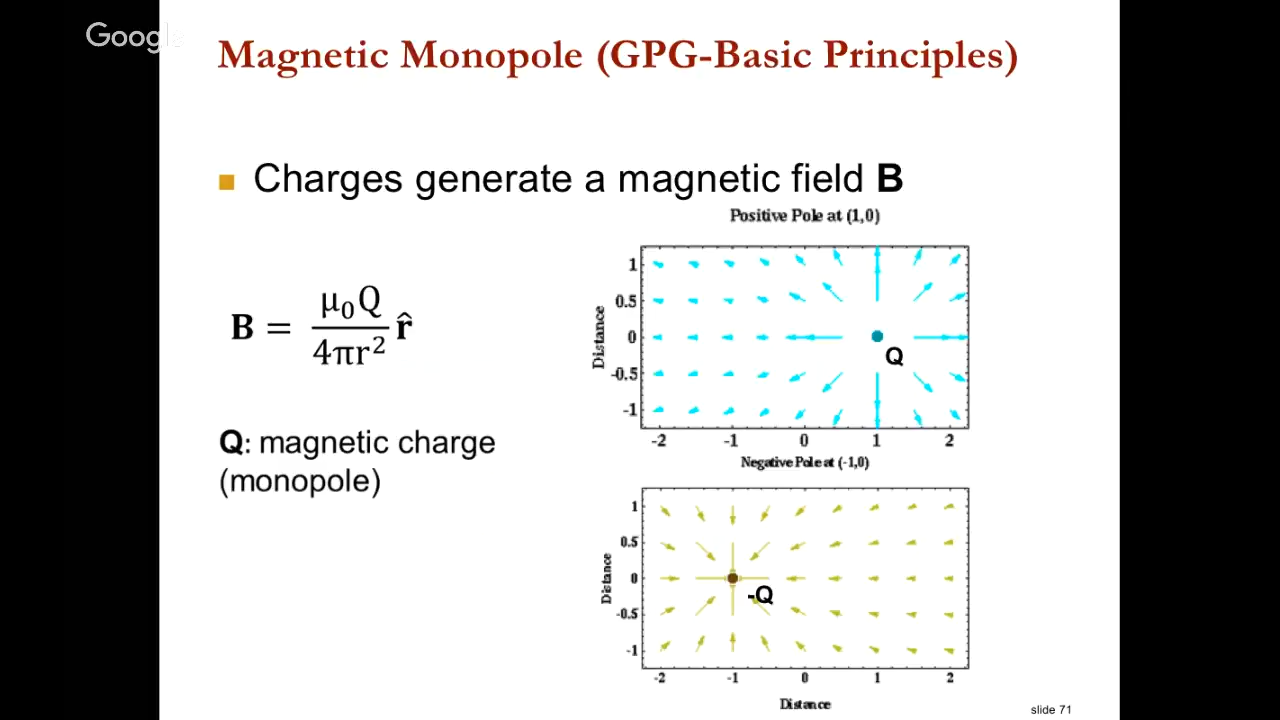 Google
Magnetic Monopole (GPG-Basic Principles)
■ Charges generate a magnetic field B
Positive Pole at (1,0)
B = μ₀Q / 4πr² r̂
Q: magnetic charge
(monopole)
Distance
1
0.5
0
-0.5
-1
Q
-2 -1 0 1 2
Negative Pole at (-1,0)
Distance
1
0.5
0
-0.5
-1
-Q
-2 -1 0 1 2
Distance
slide 71